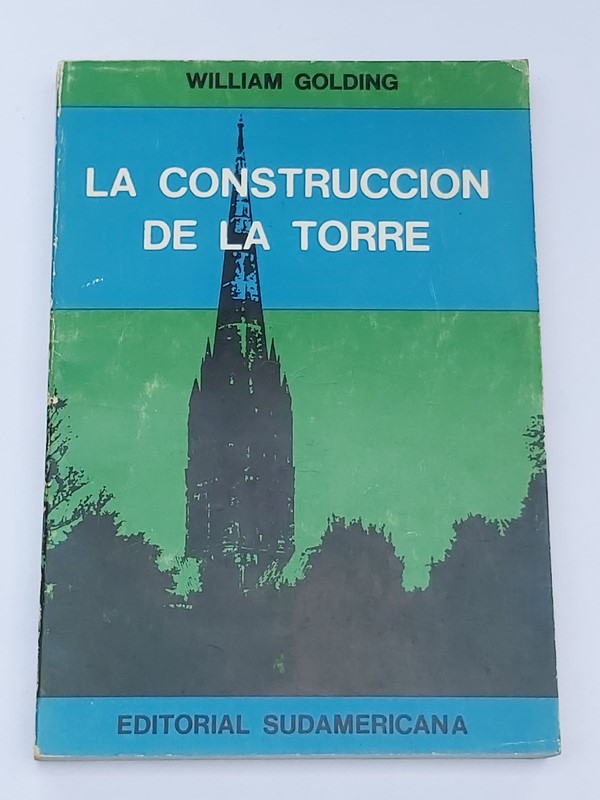 WILLIAM GOLDING
LA CONSTRUCCION
DE LA TORRE
EDITORIAL SUDAMERICANA